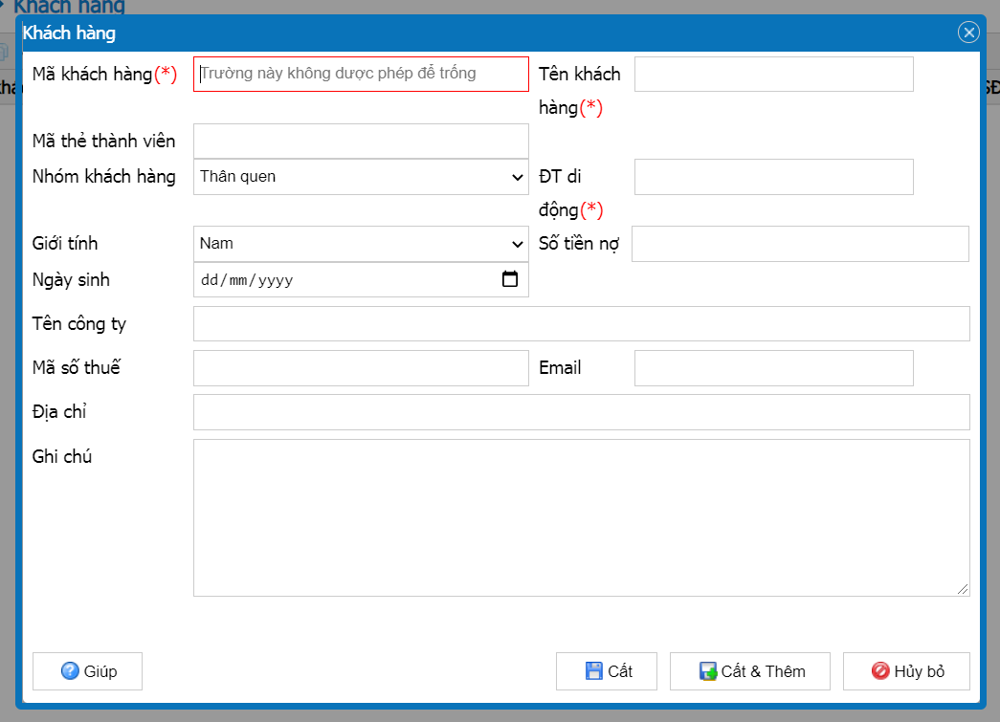 Khách hàng
Khách hàng
Mã khách hàng(*)
Trường này không dược phép để trống
Tên khách
hàng(*)
Mã thẻ thành viên
Nhóm khách hàng
Thân quen
ĐT di
động(*)
Giới tính
Nam
Số tiền nợ
Ngày sinh
dd/mm/yyyy
Tên công ty
Mã số thuế
Email
Địa chỉ
Ghi chú
Giúp
Cất
Cất & Thêm
Hủy bỏ